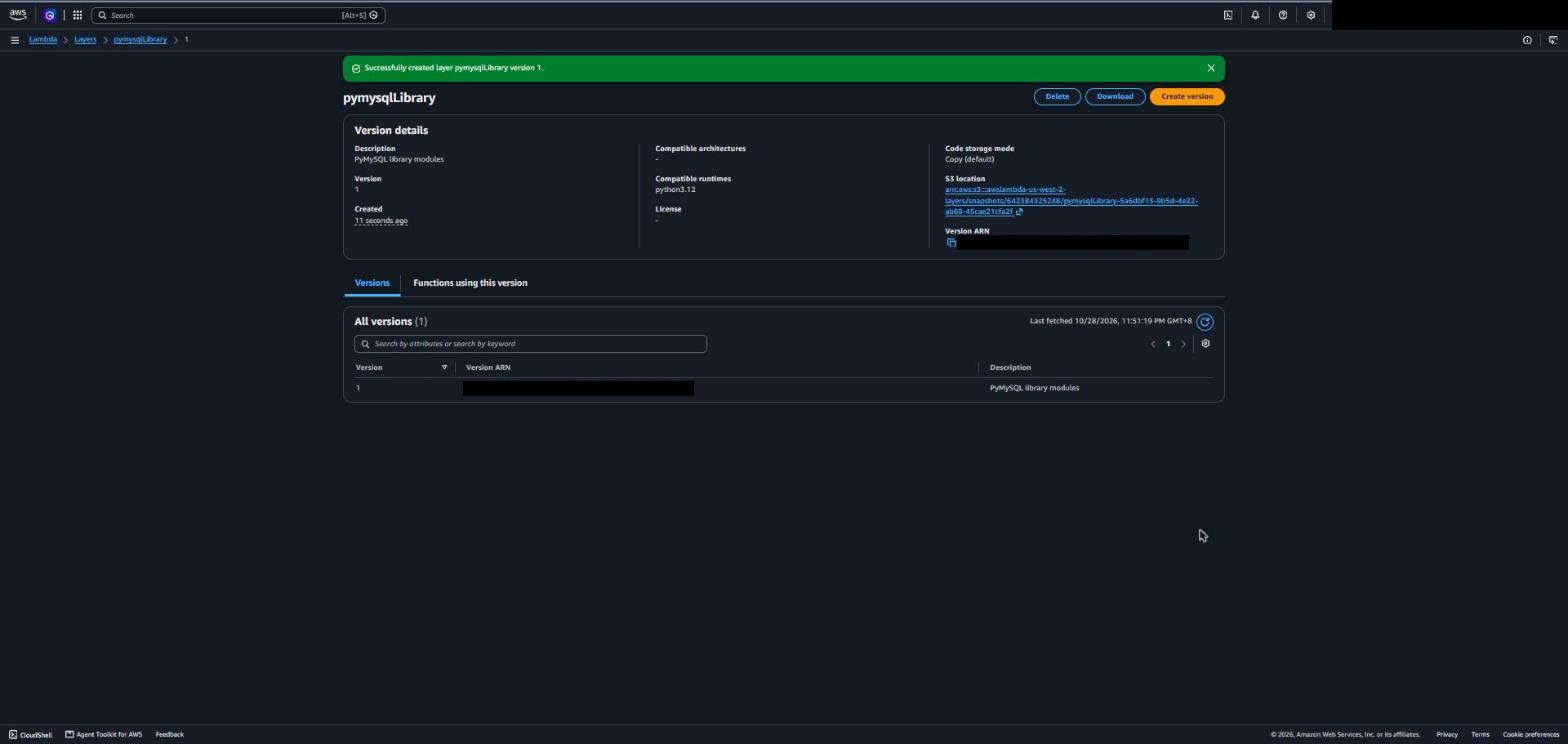 aws
Search [Alt+S]
Lambda > Layers > pymysqlLibrary > 1
Successfully created layer pymysqlLibrary version 1.
pymysqlLibrary
Delete
Download
Create version
Version details
Description
PyMySQL library modules
Version
1
Created
11 seconds ago
Compatible architectures
-
Compatible runtimes
python3.12
License
-
Code storage mode
Copy (default)
S3 location
arn:aws:s3:::awslambda-us-west-2-
layers/snapshots/642384325248/pymysqlLibrary-5a6dbf13-9b5d-4e22-
ab69-45cae21cfa2f
Version ARN
Versions
Functions using this version
All versions (1)
Last fetched 10/28/2026, 11:51:19 PM GMT+8
Search by attributes or search by keyword
1
Version
Version ARN
Description
1
PyMySQL library modules
CloudShell
Agent Toolkit for AWS
Feedback
© 2026, Amazon Web Services, Inc. or its affiliates.
Privacy
Terms
Cookie preferences